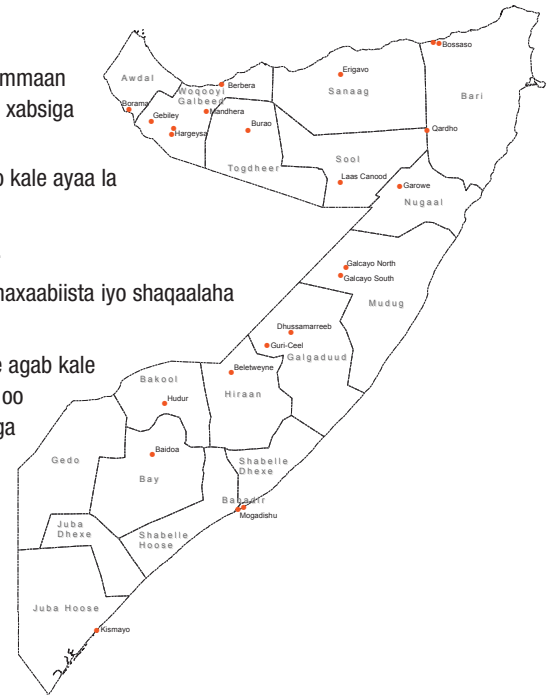 mmaan
xabsiga
o kale ayaa la
naxaabiista iyo shaqaalaha
e agab kale
oo
ga
Bossaso
Awdal
Erigavo
Sanaag
Bari
Berbera
Woqooyi
Galbeed
Borama
Mandhera
Gebiley
Burao
Hargeysa
Qardho
Sool
Togdheer
Laas Canood
Garowe
Nugaal
Galcayo North
Galcayo South
Mudug
Dhussamarreeb
Guri-Ceel
Galgaduud
Beletweyne
Bakool
Hiraan
Hudur
Gedo
Baidoa
Shabelle
Dhexe
Bay
Banadir
Mogadishu
Juba
Dhexe
Shabelle
Hoose
Juba Hoose
Kismayo